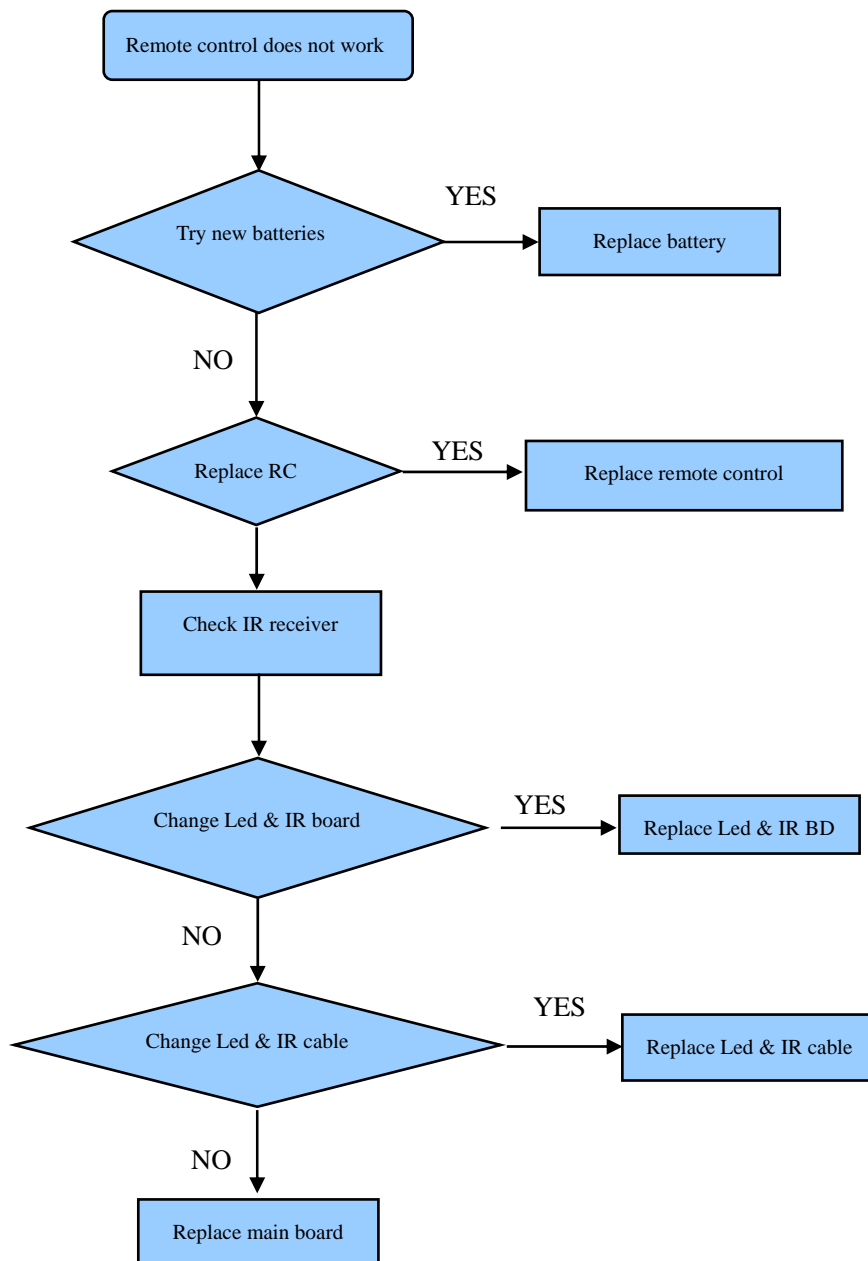 Remote control does not work
YES
Try new batteries
Replace battery
NO
YES
Replace RC
Replace remote control
Check IR receiver
YES
Change Led & IR board
Replace Led & IR BD
NO
YES
Change Led & IR cable
Replace Led & IR cable
NO
Replace main board